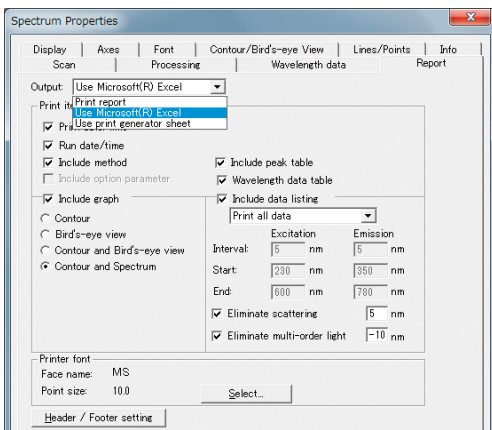 Spectrum Properties
Display Axes Font Contour/Bird's-eye View Lines/Points Info
Scan Processing Wavelength data Report
Output: Use Microsoft(R) Excel
Print report
Use Microsoft(R) Excel
Use print generator sheet
Print
Run date/time
Include method
Include peak table
Include option parameter
Wavelength data table
Include graph
Include data listing
Contour
Print all data
Bird's-eye view
Excitation Emission
Contour and Bird's-eye view
Interval: 5 nm 5 nm
Contour and Spectrum
Start: 230 nm 350 nm
End: 600 nm 780 nm
Eliminate scattering 5 nm
Eliminate multi-order light -10 nm
Printer font
Face name: MS
Point size: 10.0 Select...
Header / Footer setting